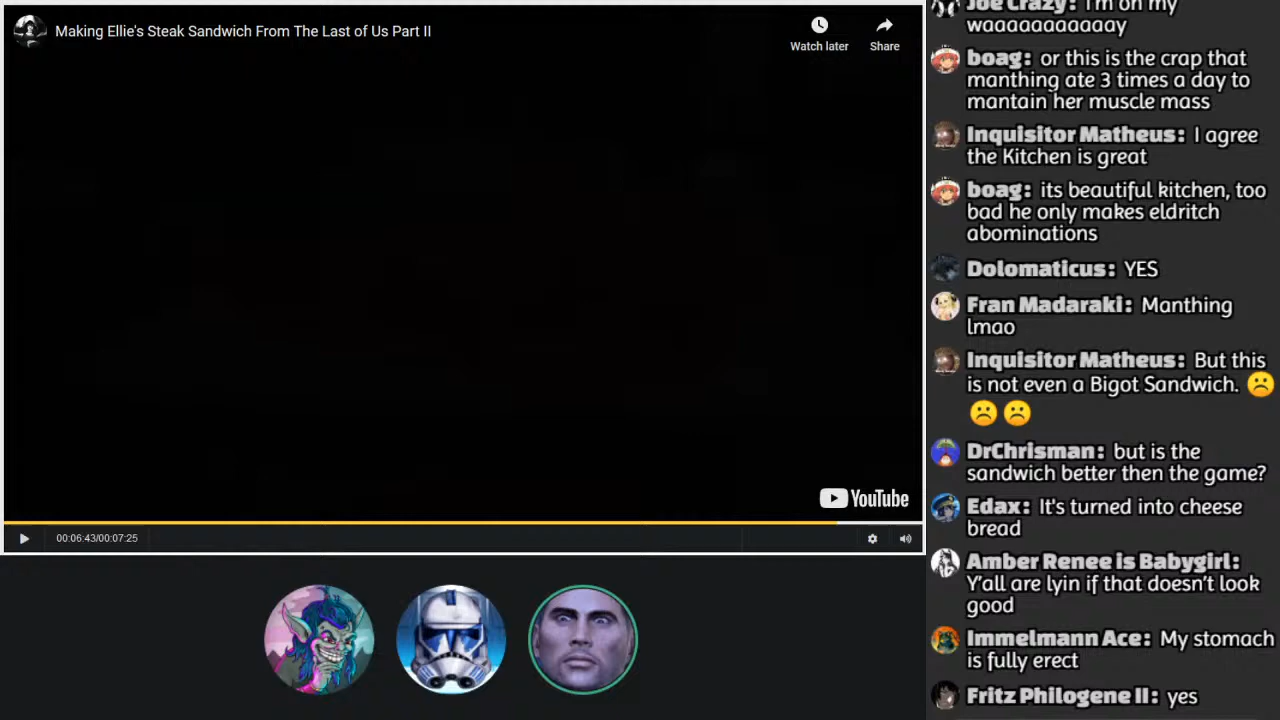 Making Ellie's Steak Sandwich From The Last of Us Part II
Watch later
Share
YouTube
00:06:43/00:07:25
Joe Crazy: I'm on my
waaaaaaaaaay
boag: or this is the crap that
manthing ate 3 times a day to
mantain her muscle mass
Inquisitor Matheus: I agree
the Kitchen is great
boag: its beautiful kitchen, too
bad he only makes eldritch
abominations
Dolomaticus: YES
Fran Madaraki: Manthing
lmao
Inquisitor Matheus: But this
is not even a Bigot Sandwich. ☹️
☹️ ☹️
DrChrisman: but is the
sandwich better then the game?
Edax: It's turned into cheese
bread
Amber Renee is Babygirl:
Y'all are lyin if that doesn't look
good
Immelmann Ace: My stomach
is fully erect
Fritz Philogene II: yes